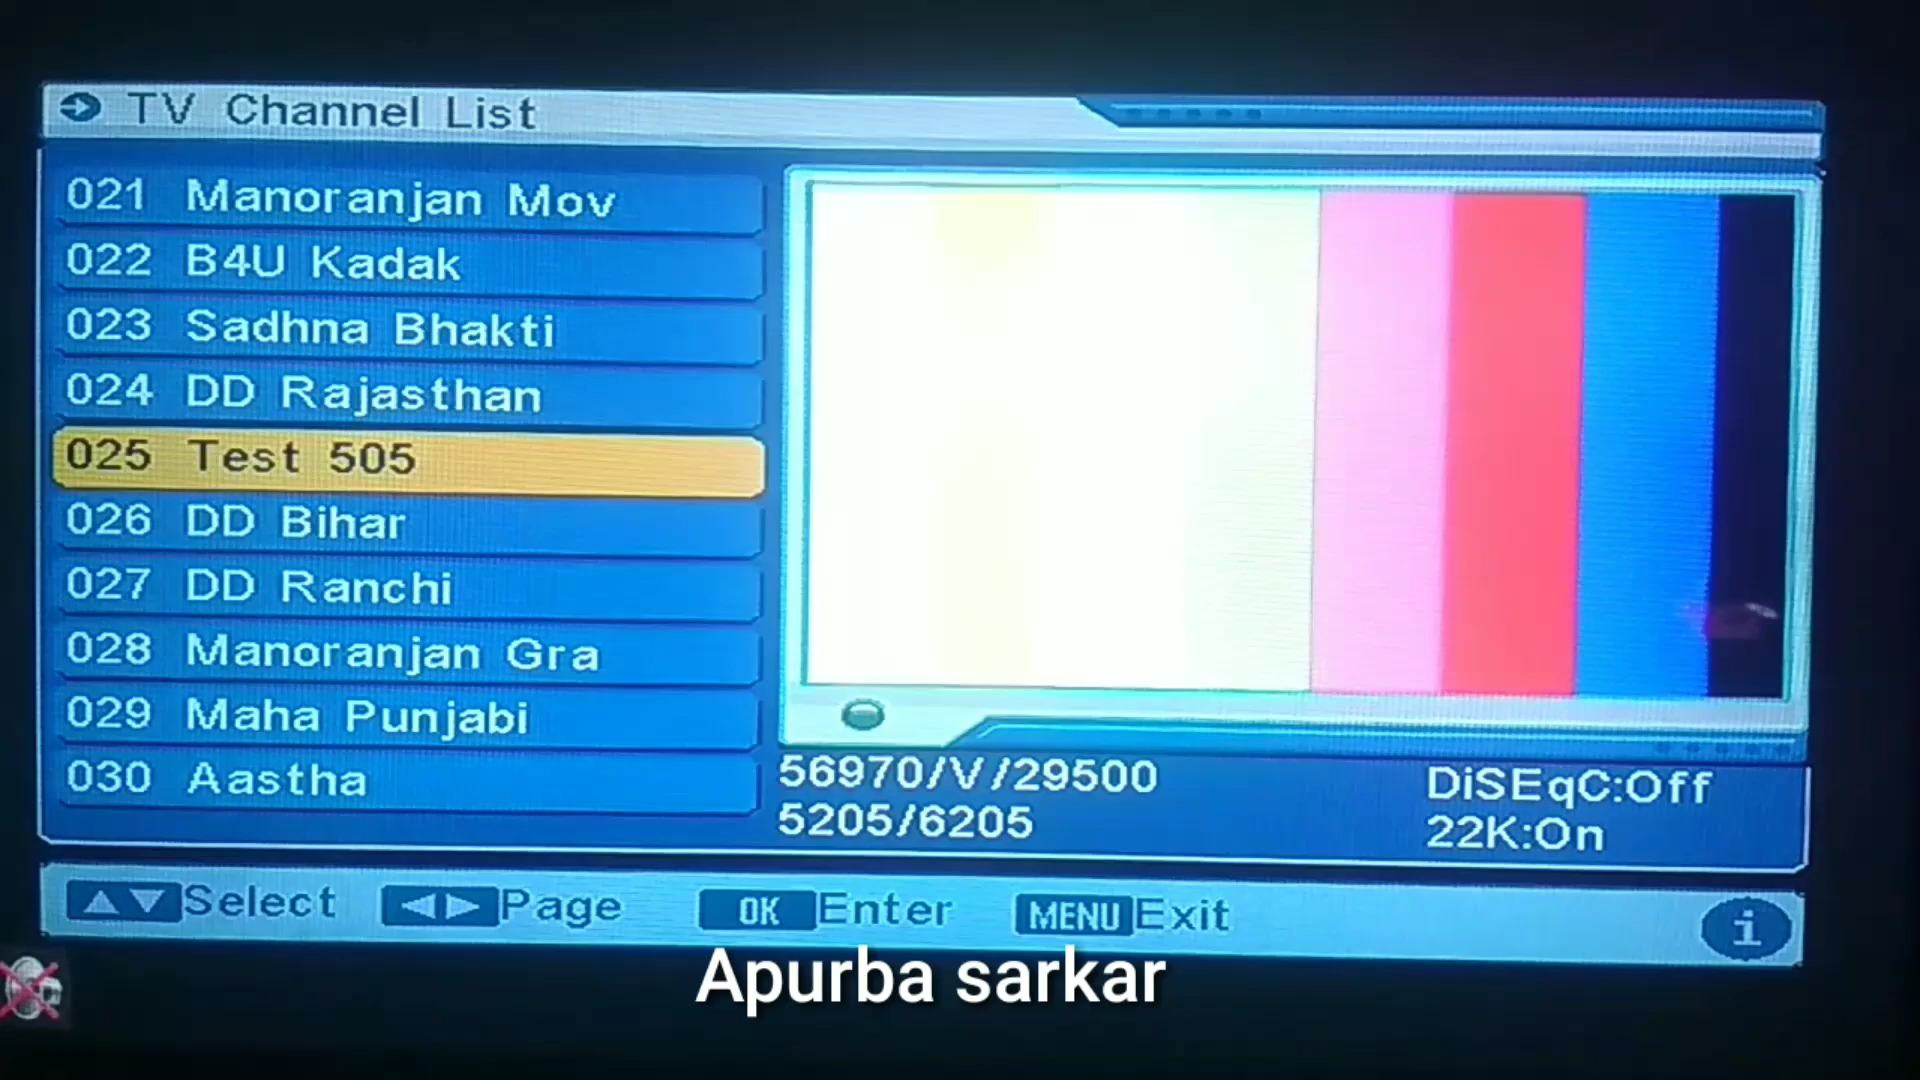 TV Channel List
021 Manoranjan Mov
022 B4U Kadak
023 Sadhna Bhakti
024 DD Rajasthan
025 Test 505
026 DD Bihar
027 DD Ranchi
028 Manoranjan Gra
029 Maha Punjabi
030 Aastha
56970/V/29500
DiSEqC:Off
5205/6205
22K:On
Select Page OK Enter MENU Exit i
Apurba sarkar